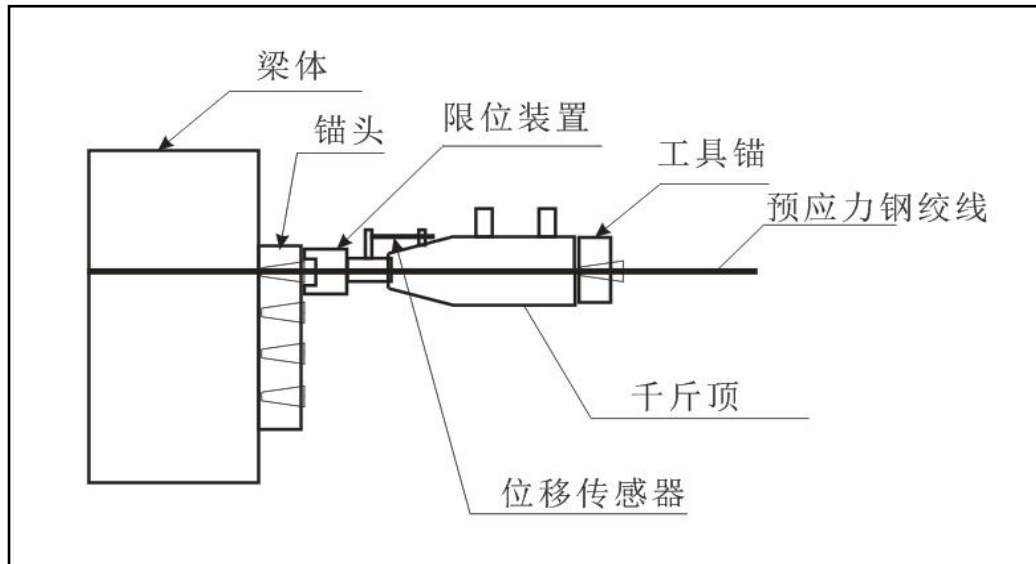 梁体
锚头
限位装置
工具锚
预应力钢绞线
千斤顶
位移传感器